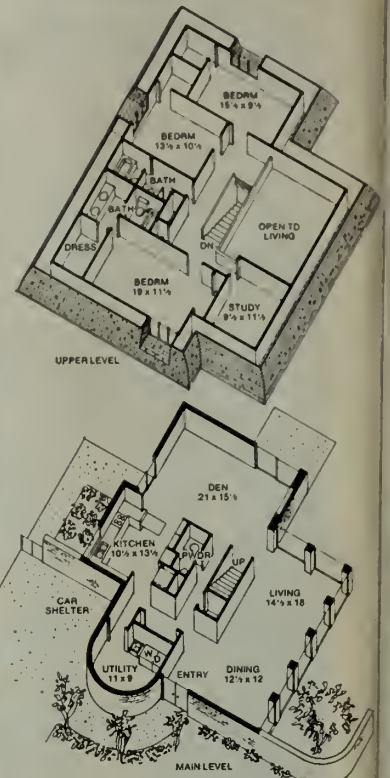 BEDRM
15½ x 9½
BEDRM
13½ x 10½
BATH
BATH
OPEN TO
LIVING
DN
DRESS
BEDRM
19 x 11½
STUDY
9½ x 11½
UPPER LEVEL
DEN
21 x 15½
KITCHEN
10½ x 13½
PWDR
UP
LIVING
14½ x 18
CAR
SHELTER
W
D
UTILITY
11 x 9
ENTRY
DINING
12½ x 12
MAIN LEVEL